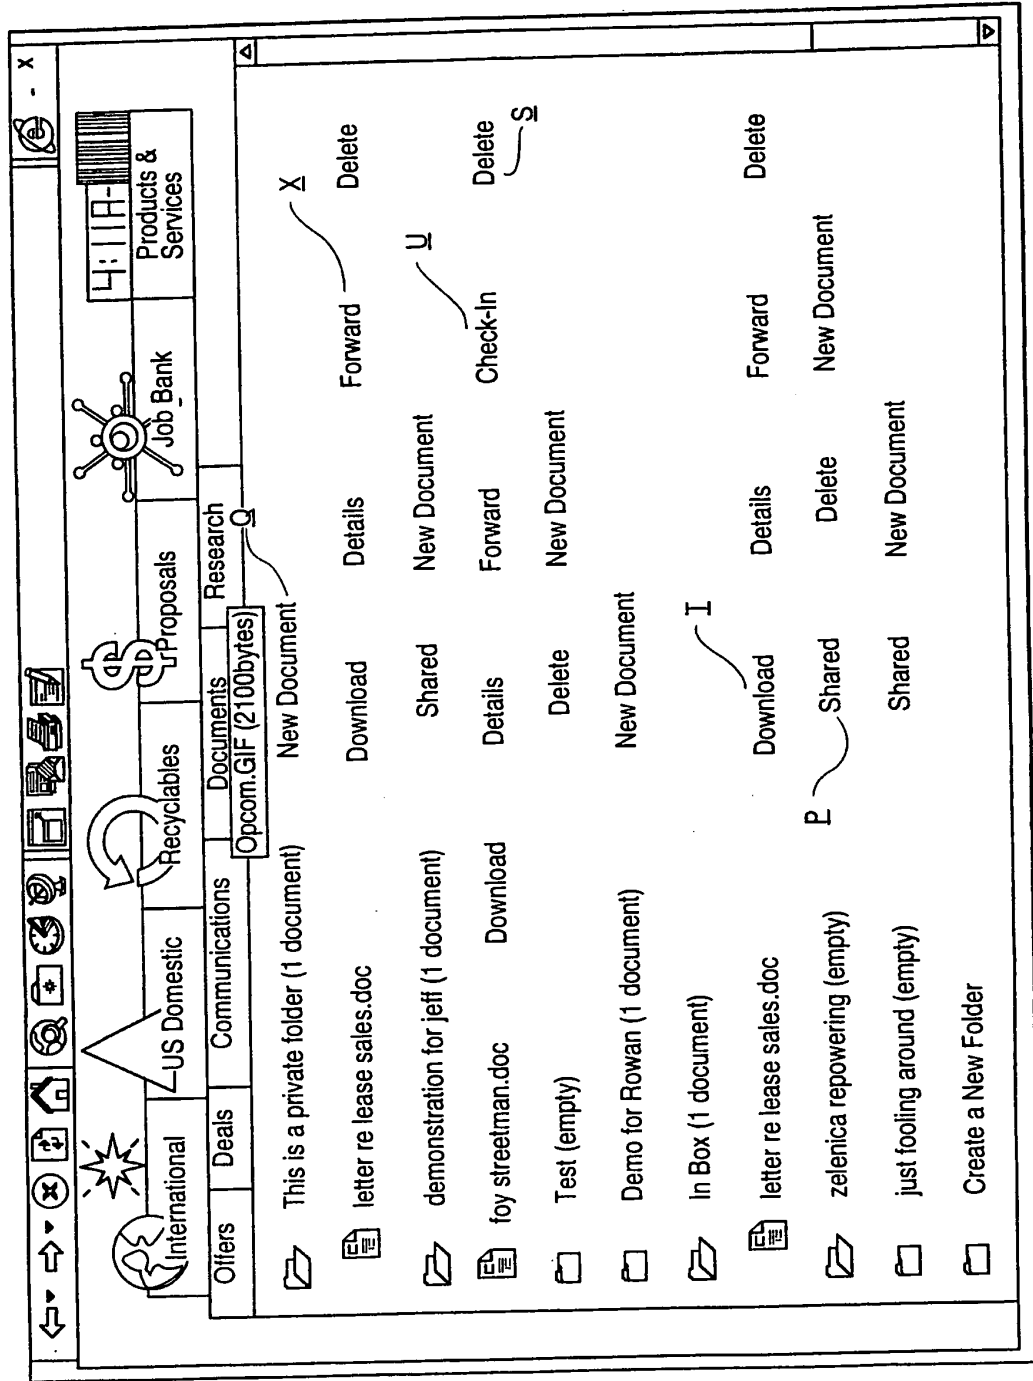 - X
4:11A-
International US Domestic Recyclables Proposals Job Bank Products & Services
Offers Deals Communications Documents Research
Opcom.GIF (2100bytes)
Q
This is a private folder (1 document) New Document
X
letter re lease sales.doc Download Details Forward Delete
demonstration for jeff (1 document) Shared New Document
U
foy streetman.doc Download Details Forward Check-In Delete
S
Test (empty) Delete New Document
Demo for Rowan (1 document) New Document
In Box (1 document)
I
letter re lease sales.doc Download Details Forward Delete
P
zelenica repowering (empty) Shared Delete New Document
just fooling around (empty) Shared New Document
Create a New Folder